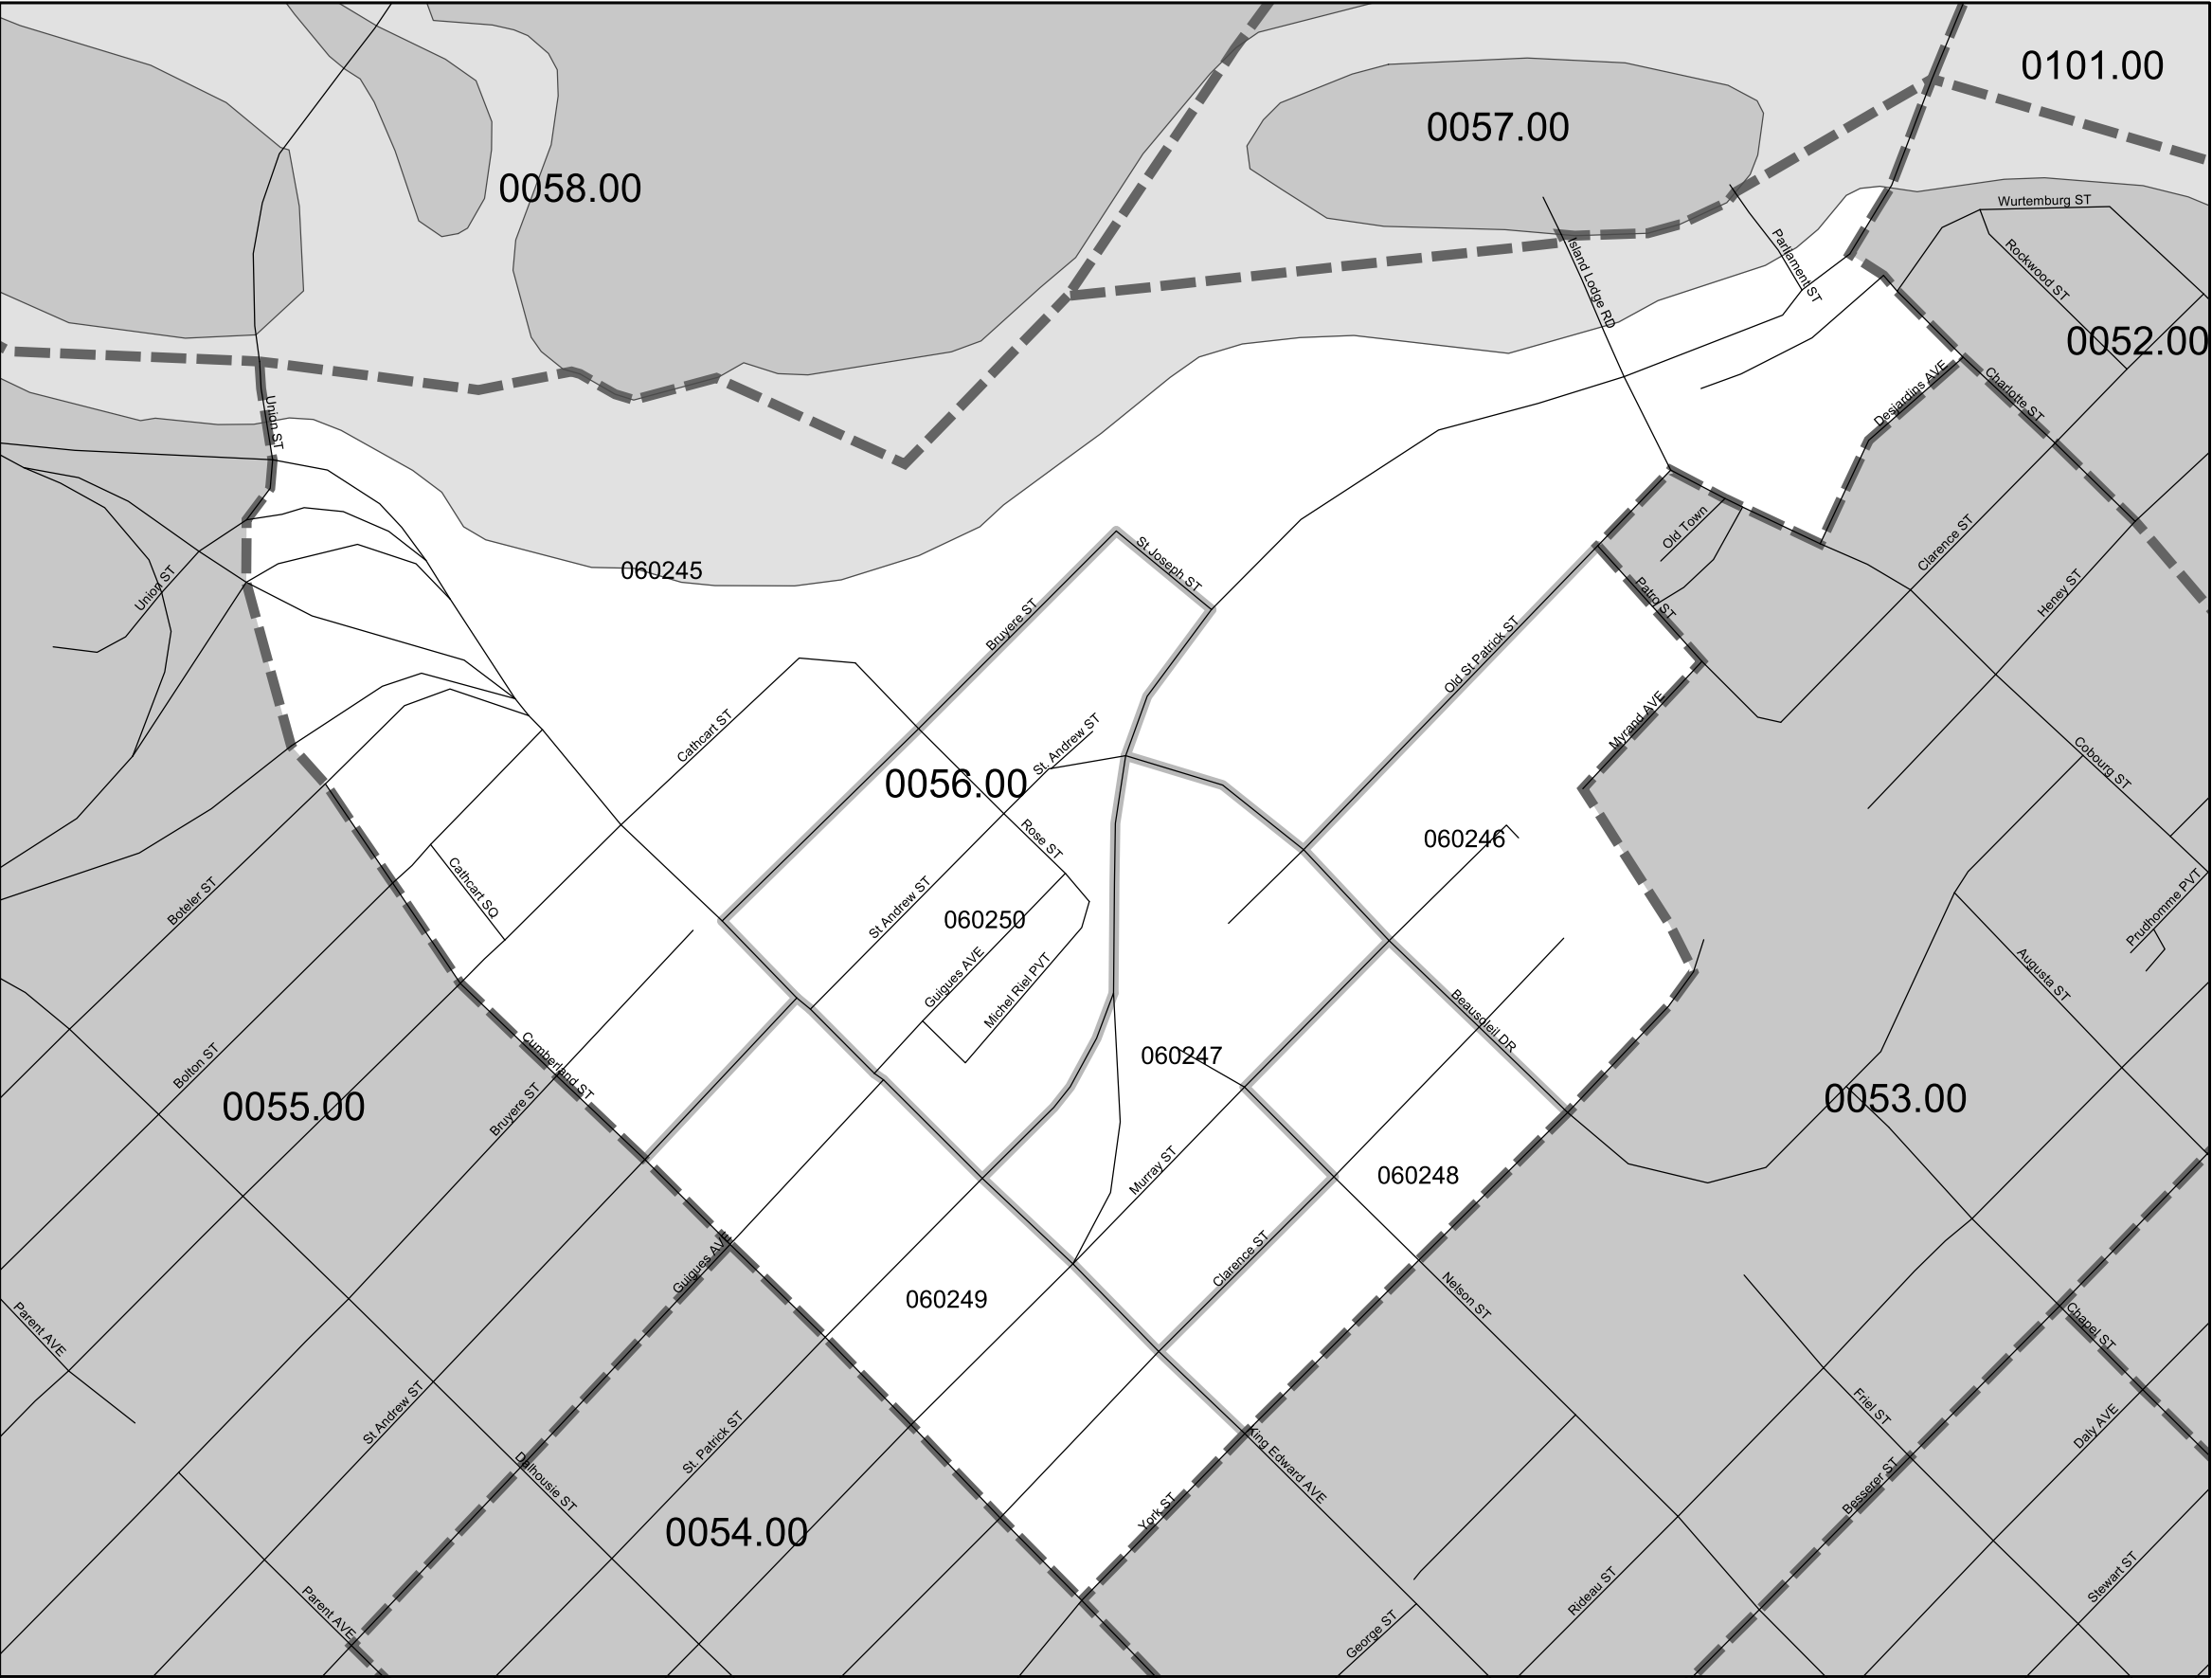 0101.00
0057.00
0058.00
Wurtemburg ST
Rockwood ST
Parliament ST
Island Lodge RD
0052.00
Charlotte ST
Desjardins AVE
Union ST
Old Town
Clarence ST
St Joseph ST
060245
Union ST
Patro ST
Heney ST
Bruyere ST
Old St Patrick ST
Myrand AVE
Cathcart ST
St. Andrew ST
Cobourg ST
0056.00
Rose ST
060246
Cathcart SQ
Boteler ST
St Andrew ST
060250
Prudhomme PVT
Guigues AVE
Michel Riel PVT
Augusta ST
Beausoleil DR
Bolton ST
Cumberland ST
060247
0055.00
Bruyere ST
0053.00
Murray ST
060248
Guigues AVE
Clarence ST
060249
Nelson ST
Parent AVE
Chapel ST
St Andrew ST
St. Patrick ST
Friel ST
Daly AVE
King Edward AVE
Dalhousie ST
Besserer ST
York ST
0054.00
Parent AVE
Rideau ST
Stewart ST
George ST